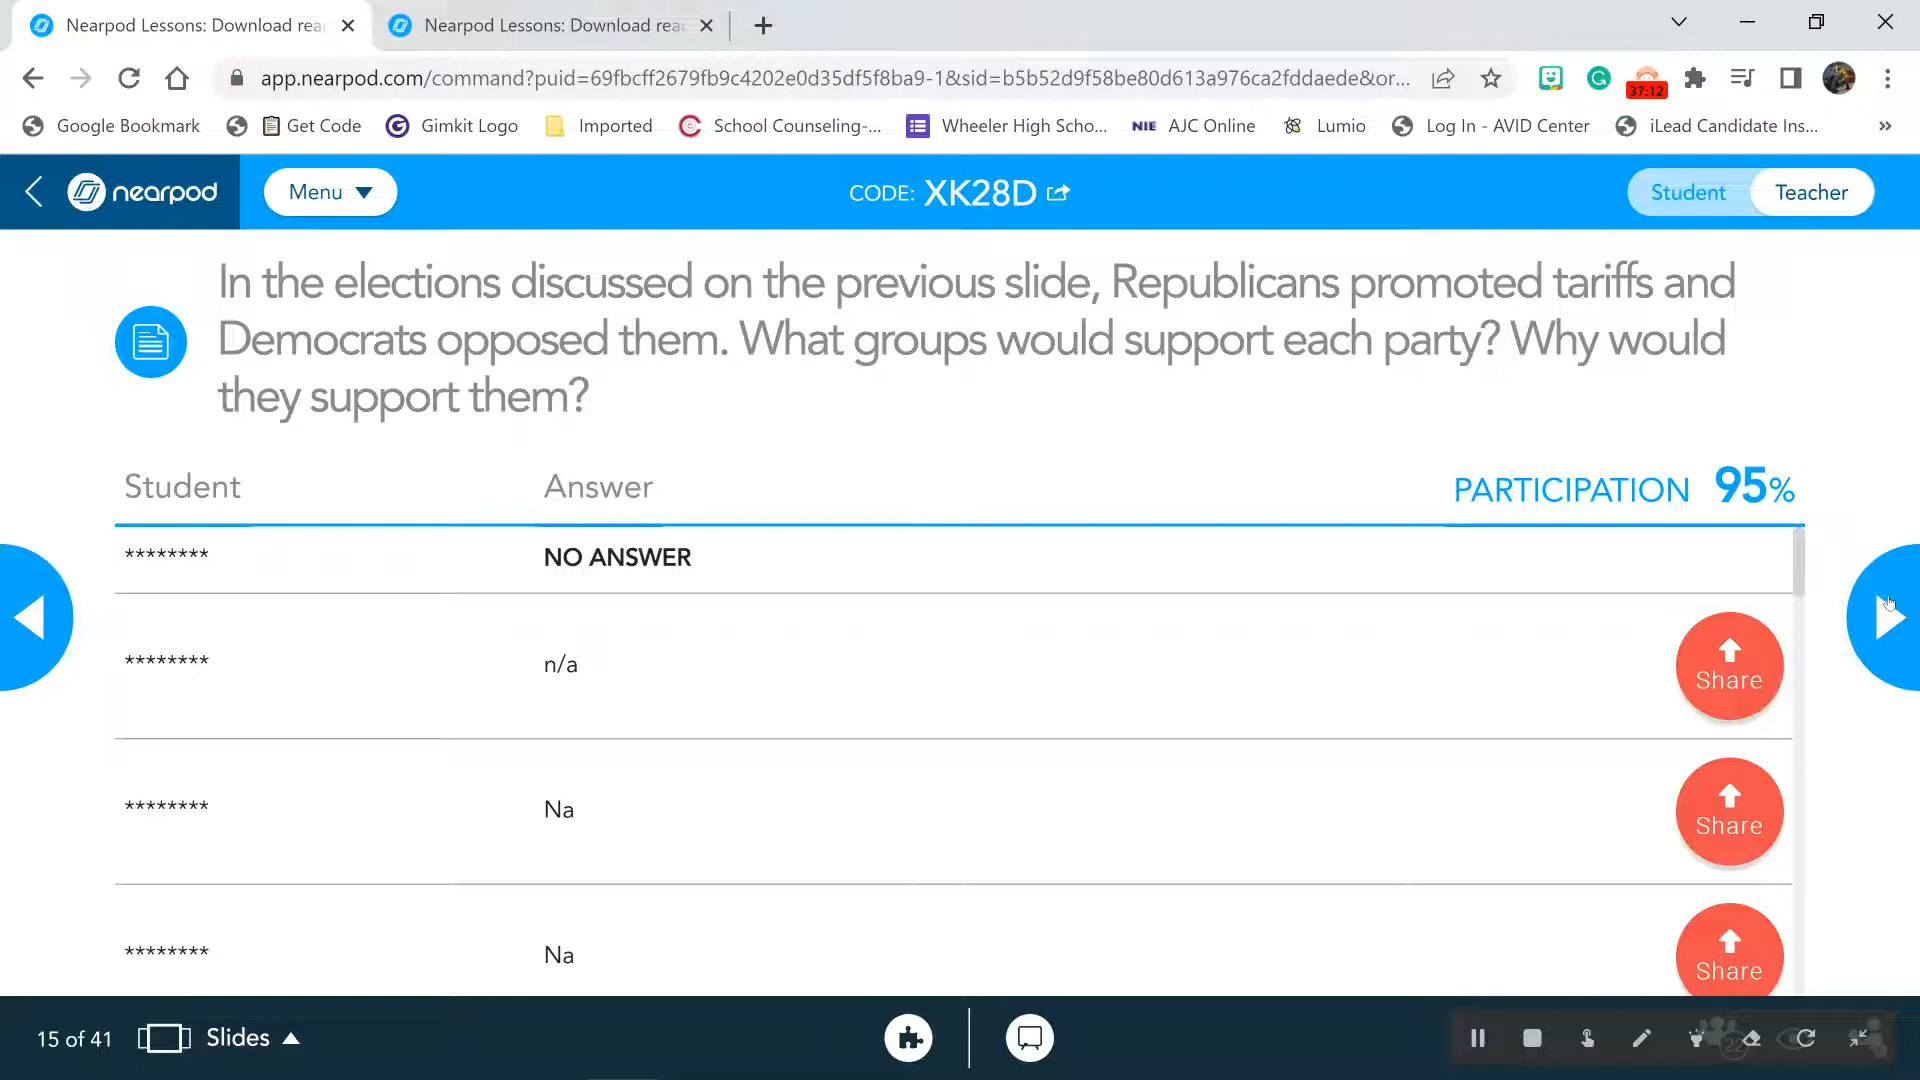 Nearpod Lessons: Download rea
Nearpod Lessons: Download rea
app.nearpod.com/command?puid=69fbcff2679fb9c4202e0d35df5f8ba9-1&sid=b5b52d9f58be80d613a976ca2fddaede&or...
37:12
Google Bookmark
Get Code
Gimkit Logo
Imported
School Counseling-...
Wheeler High Scho...
NIE AJC Online
Lumio
Log In - AVID Center
iLead Candidate Ins...
nearpod
Menu
CODE: XK28D
Student
Teacher
In the elections discussed on the previous slide, Republicans promoted tariffs and
Democrats opposed them. What groups would support each party? Why would
they support them?
Student
Answer
PARTICIPATION 95%
******** NO ANSWER
******** n/a
Share
******** Na
Share
******** Na
Share
15 of 41
Slides
22